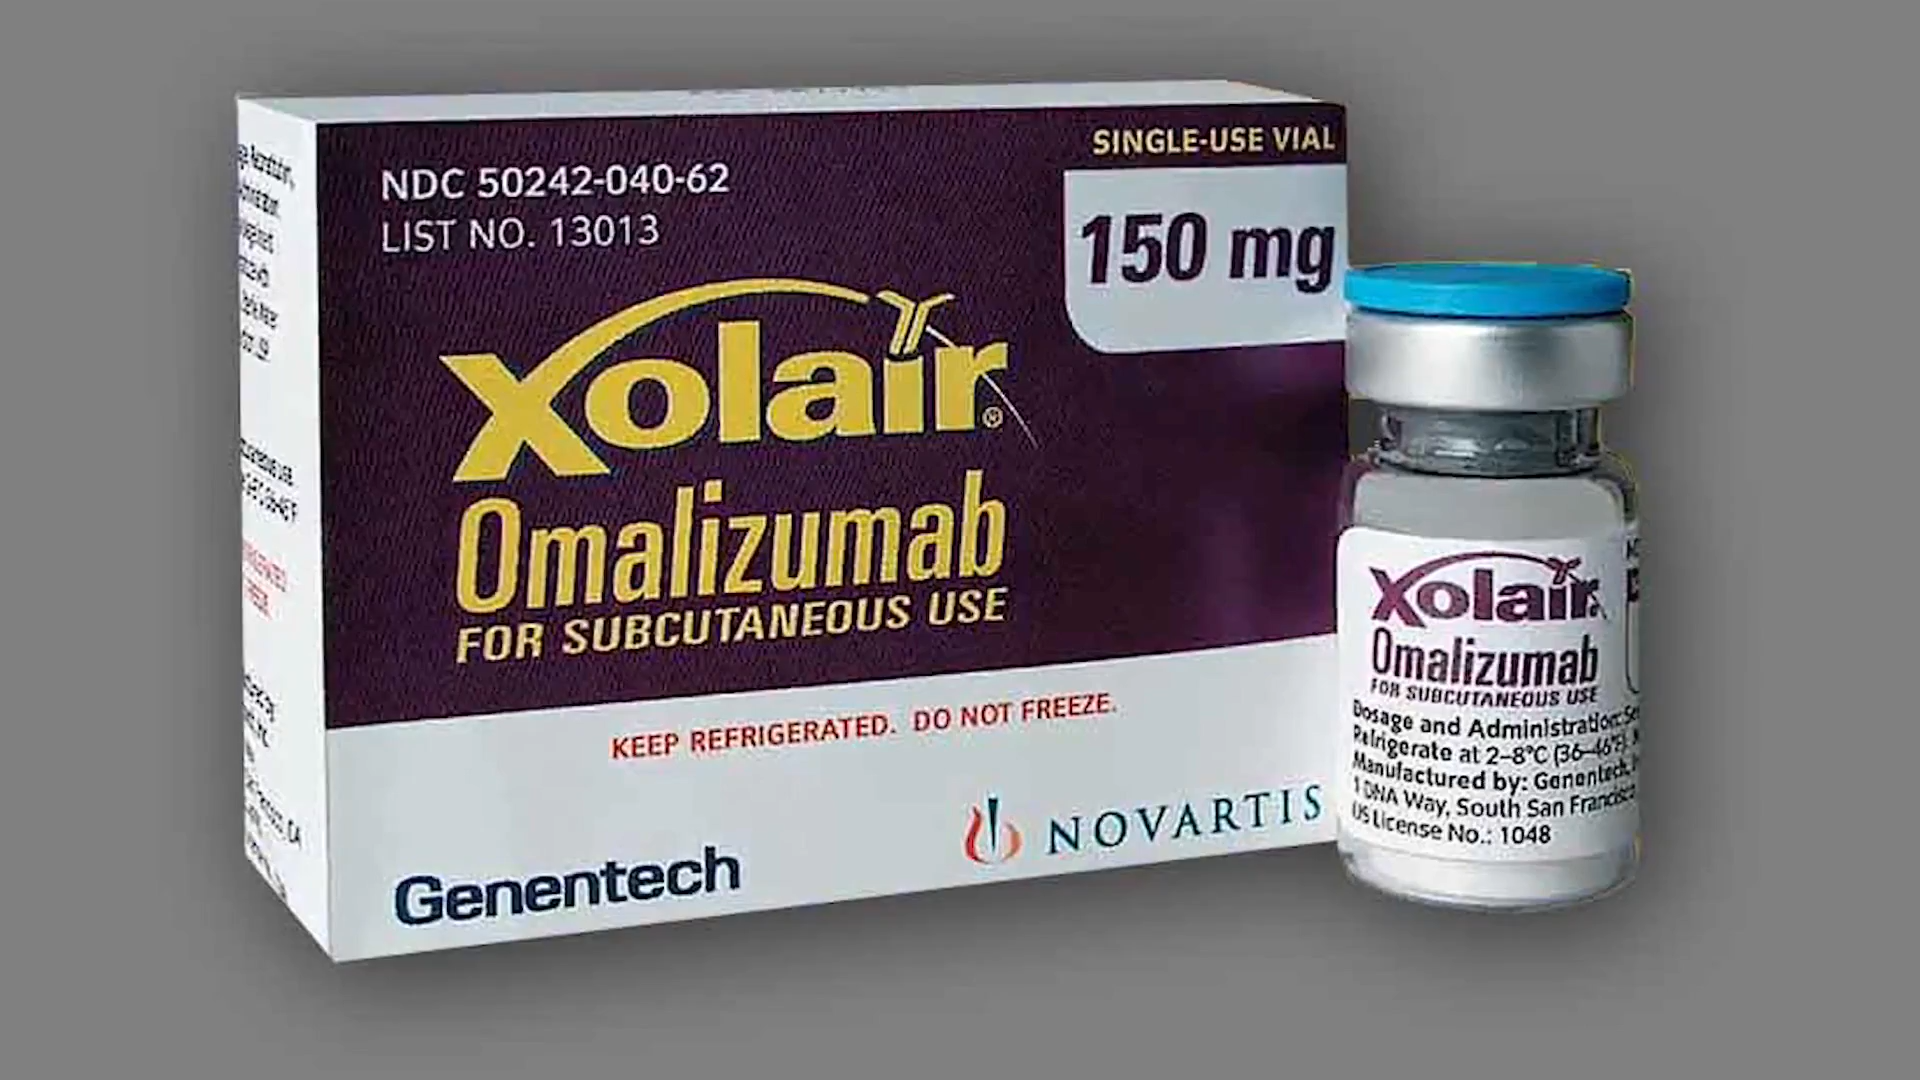 SINGLE-USE VIAL
NDC 50242-040-62
LIST NO. 13013
150 mg
Xolair®
Omalizumab
FOR SUBCUTANEOUS USE
KEEP REFRIGERATED. DO NOT FREEZE.
Genentech
NOVARTIS
Xolair
Omalizumab
FOR SUBCUTANEOUS USE
Dosage and Administration:
Refrigerate at 2–8°C (36–46°F).
Manufactured by: Genentech,
1 DNA Way, South San Francisco
US License No.: 1048